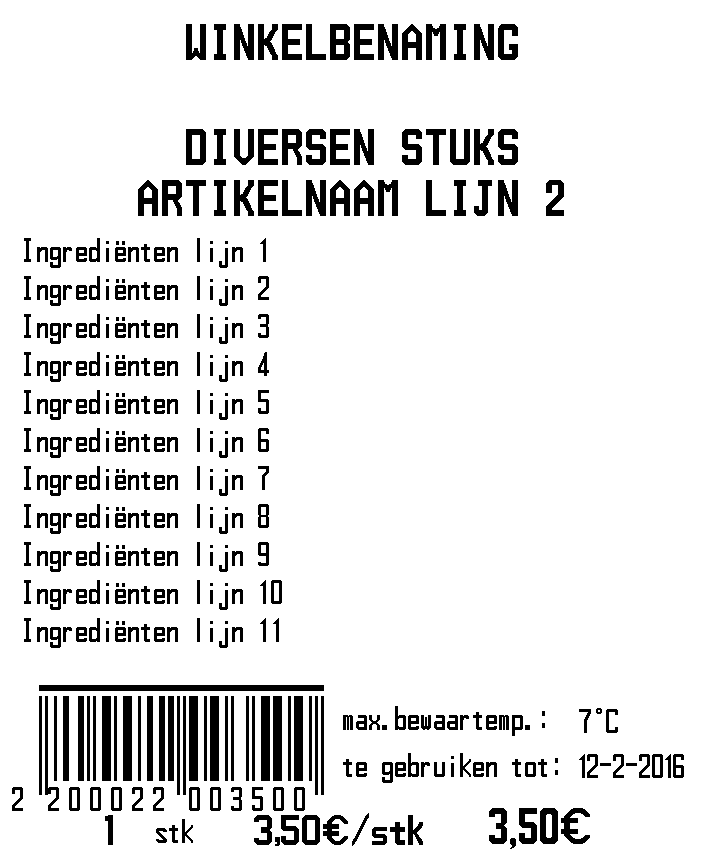 WINKELBENAMING
DIVERSEN STUKS
ARTIKELNAAM LIJN 2
Ingrediënten lijn 1
Ingrediënten lijn 2
Ingrediënten lijn 3
Ingrediënten lijn 4
Ingrediënten lijn 5
Ingrediënten lijn 6
Ingrediënten lijn 7
Ingrediënten lijn 8
Ingrediënten lijn 9
Ingrediënten lijn 10
Ingrediënten lijn 11
max.bewaartemp.: 7°C
te gebruiken tot: 12-2-2016
2 200022 003500
1 stk 3,50€/stk 3,50€